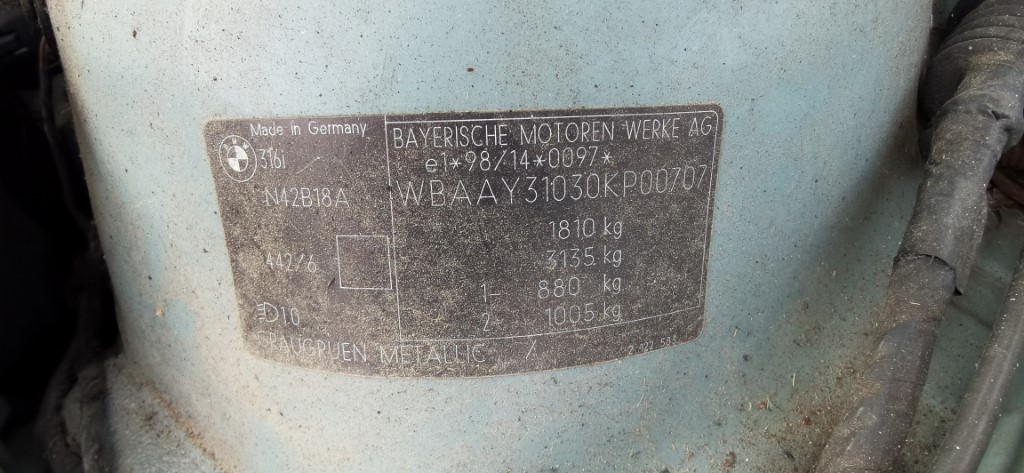 Made in Germany
316i
N42B18A
442/6
10
BAYERISCHE MOTOREN WERKE AG
e1*98/14*0097*
WBAAY31030KP00707
1810 kg
3135 kg
1- 880 kg
2- 1005 kg
GRAUGRUEN METALLIC /